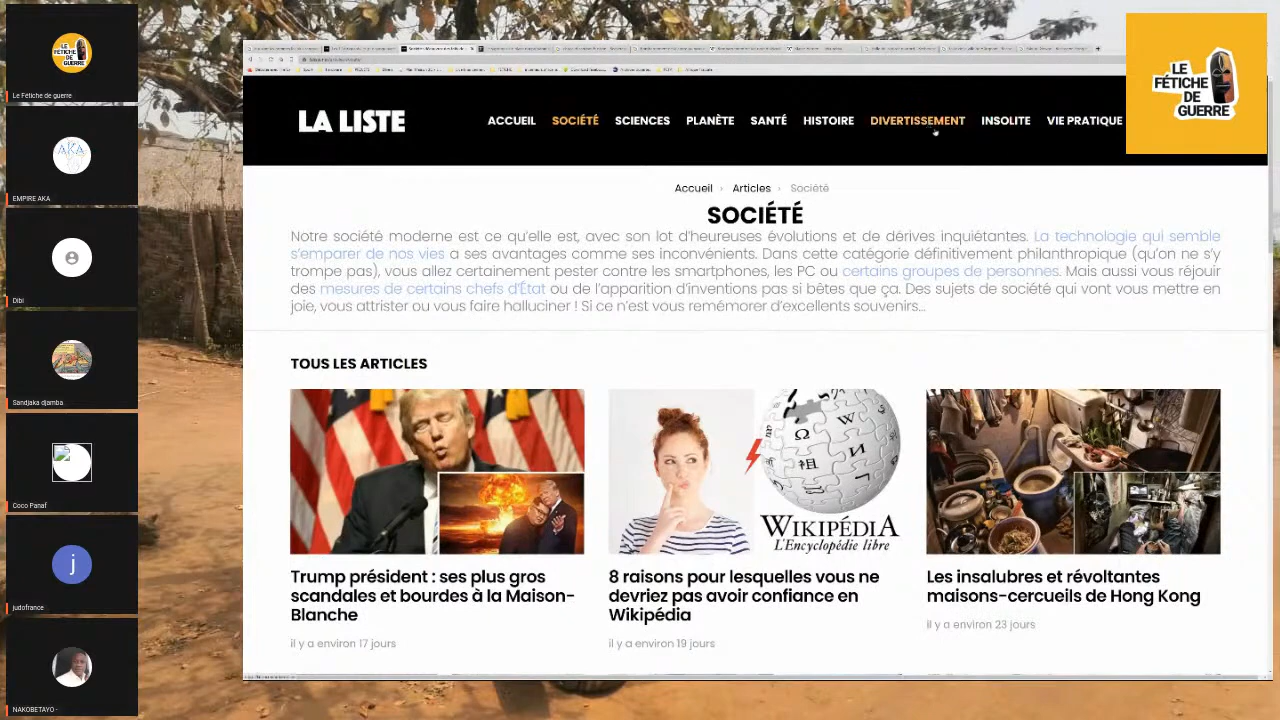 LE
FÉTICHE
DE
GUERRE
Le Fétiche de guerre
AKA
EMPIRE AKA
Dibi
Sandjaka djamba
Coco Panaf
j
judofrance
NAKOBETAYO -
LE
FÉTICHE
DE
GUERRE
LA LISTE
ACCUEIL SOCIÉTÉ SCIENCES PLANÈTE SANTÉ HISTOIRE DIVERTISSEMENT INSOLITE VIE PRATIQUE
Accueil › Articles › Société
SOCIÉTÉ
Notre société moderne est ce qu’elle est, avec son lot d’heureuses évolutions et de dérives inquiétantes. La technologie qui semble
s’emparer de nos vies a ses avantages comme ses inconvénients. Dans cette catégorie définitivement philanthropique (qu’on ne s’y
trompe pas), vous allez certainement pester contre les smartphones, les PC ou certains groupes de personnes. Mais aussi vous réjouir
des mesures de certains chefs d’État ou de l’apparition d’inventions pas si bêtes que ça. Des sujets de société qui vont vous mettre en
joie, vous attrister ou vous faire halluciner ! Si ce n’est vous remémorer d’excellents souvenirs...
TOUS LES ARTICLES
WIKIPÉDIA
L'Encyclopédie libre
Trump président : ses plus gros
scandales et bourdes à la Maison-
Blanche
il y a environ 17 jours
8 raisons pour lesquelles vous ne
devriez pas avoir confiance en
Wikipédia
il y a environ 19 jours
Les insalubres et révoltantes
maisons-cercueils de Hong Kong
il y a environ 23 jours